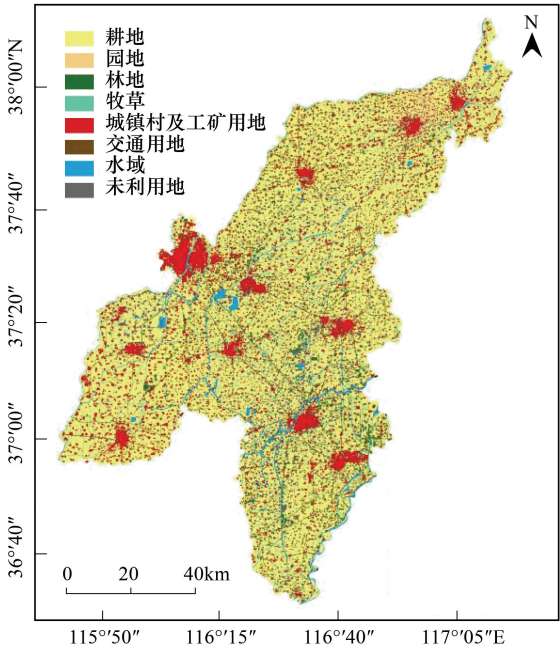 N
耕地
园地
林地
牧草
城镇村及工矿用地
交通用地
水域
未利用地
38°00′N
37°40′
37°20″
37°00″
36°40″
0 20 40km
115°50″ 116°15″ 116°40″ 117°05″E